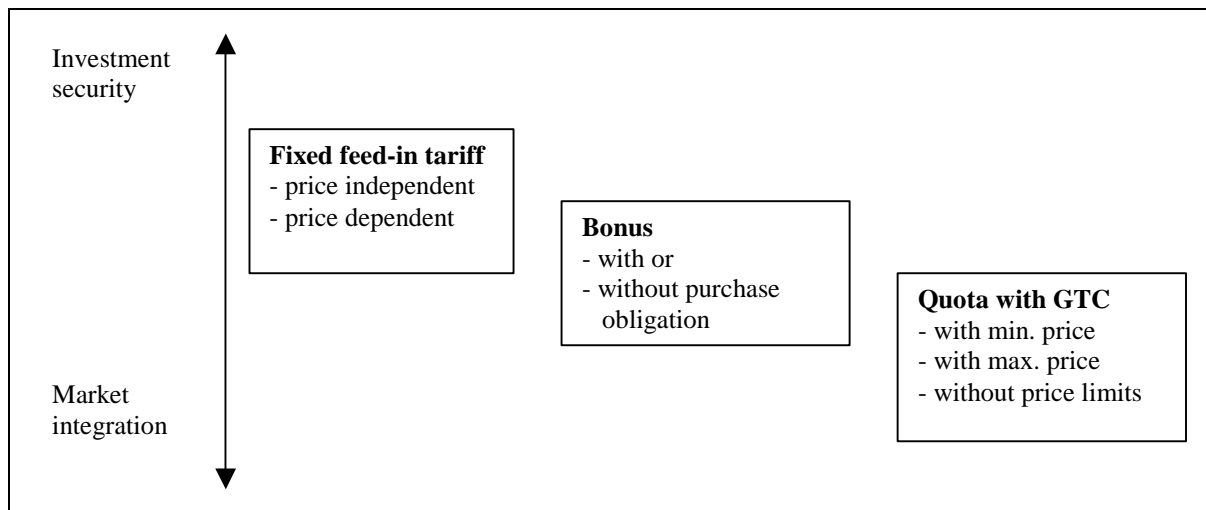 Investment
security
Fixed feed-in tariff
- price independent
- price dependent
Bonus
- with or
- without purchase
obligation
Quota with GTC
- with min. price
- with max. price
- without price limits
Market
integration